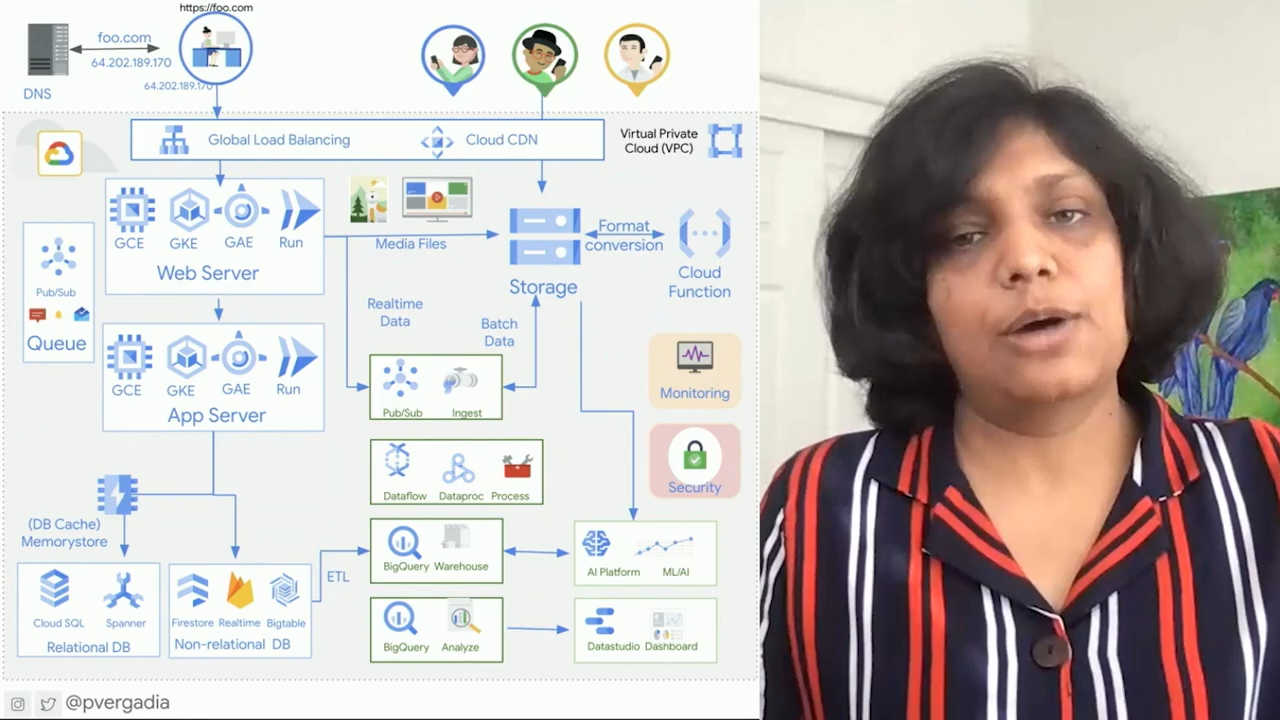 https://foo.com
foo.com
64.202.189.170
64.202.189.170
DNS
Global Load Balancing
Cloud CDN
Virtual Private
Cloud (VPC)
GCE
GKE
GAE
Run
Web Server
Media Files
Storage
Format
conversion
Cloud
Function
Pub/Sub
Queue
Realtime
Data
Batch
Data
GCE
GKE
GAE
Run
App Server
Pub/Sub
Ingest
Monitoring
Security
Dataflow
Dataproc
Process
(DB Cache)
Memorystore
BigQuery
Warehouse
AI Platform
ML/AI
ETL
Cloud SQL
Spanner
Relational DB
Firestore
Realtime
Bigtable
Non-relational DB
BigQuery
Analyze
Datastudio
Dashboard
@pvergadia